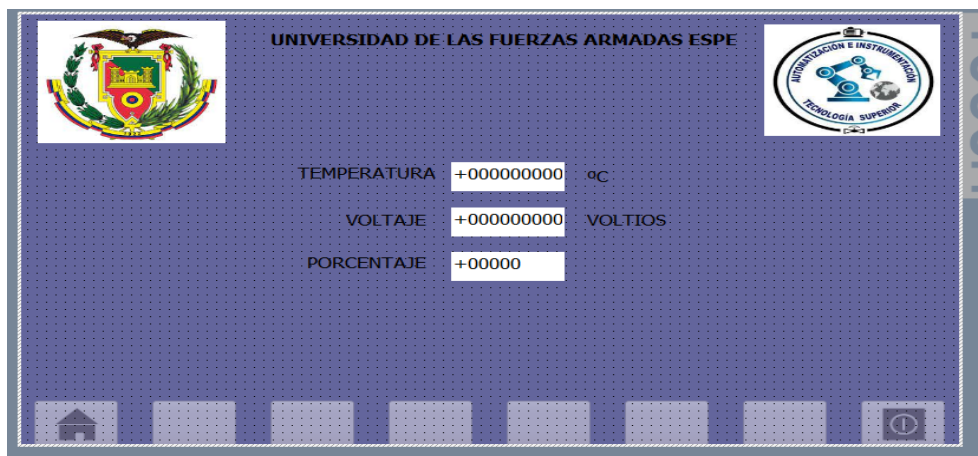 UNIVERSIDAD DE LAS FUERZAS ARMADAS ESPE
AUTOMATIZACIÓN E INSTRUMENTACIÓN
TECNOLOGÍA SUPERIOR
TEMPERATURA +000000000 ºC
VOLTAJE +000000000 VOLTIOS
PORCENTAJE +00000